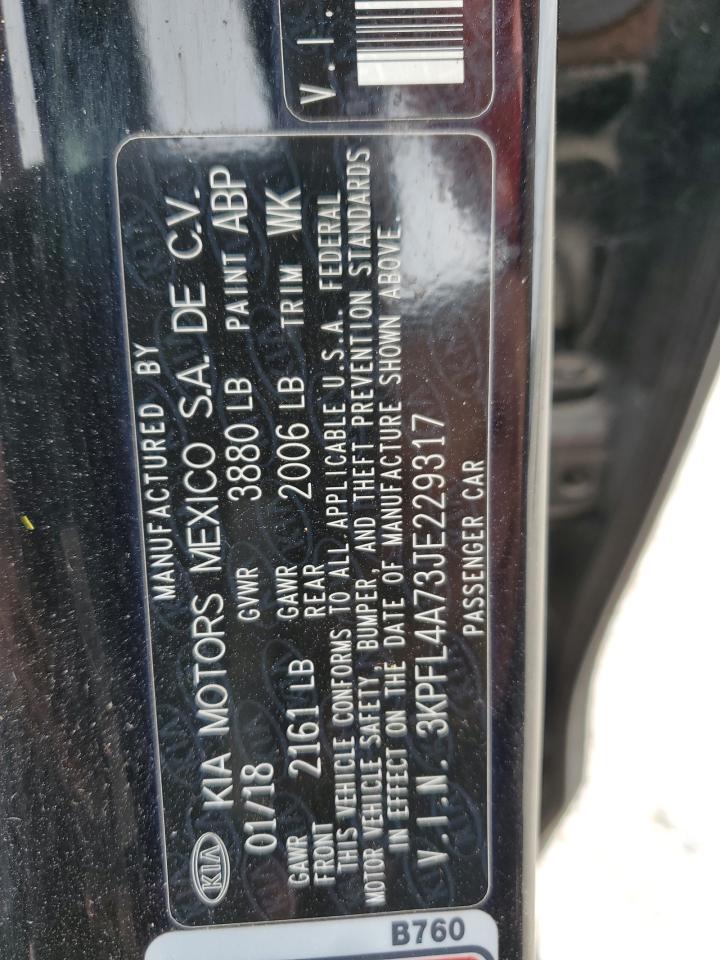 MANUFACTURED BY
KIA KIA MOTORS MEXICO S.A. DE C.V.
01/18 GVWR 3880 LB PAINT ABP
GAWR FRONT 2161 LB GAWR REAR 2006 LB TRIM WK
THIS VEHICLE CONFORMS TO ALL APPLICABLE U.S.A. FEDERAL
MOTOR VEHICLE SAFETY, BUMPER, AND THEFT PREVENTION STANDARDS
IN EFFECT ON THE DATE OF MANUFACTURE SHOWN ABOVE.
V.I.N. 3KPFL4A73JE229317
PASSENGER CAR
V.I.
B760